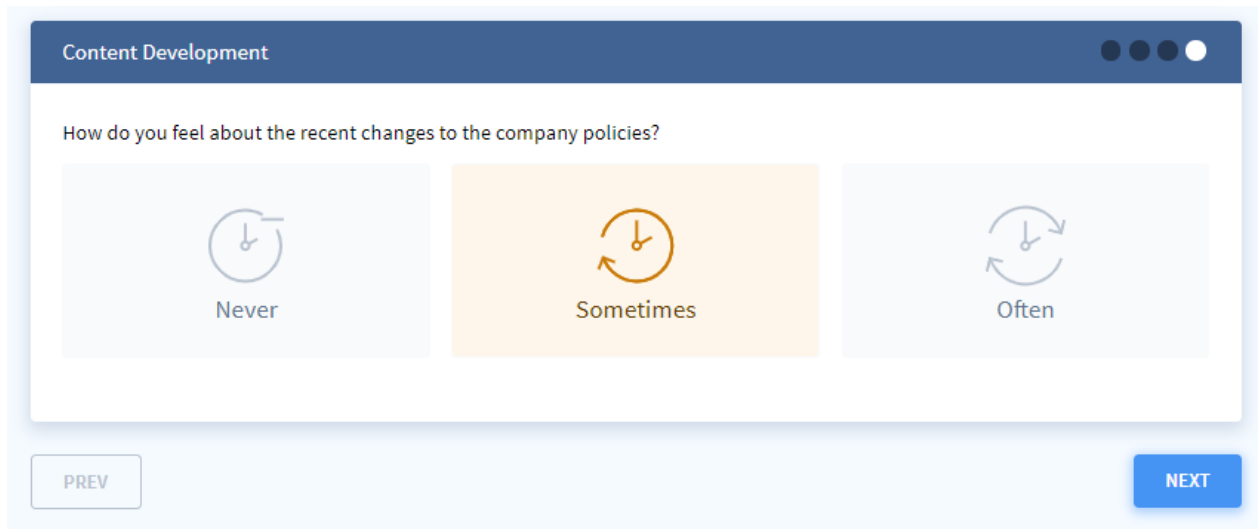 Content Development
How do you feel about the recent changes to the company policies?
Never
Sometimes
Often
PREV
NEXT